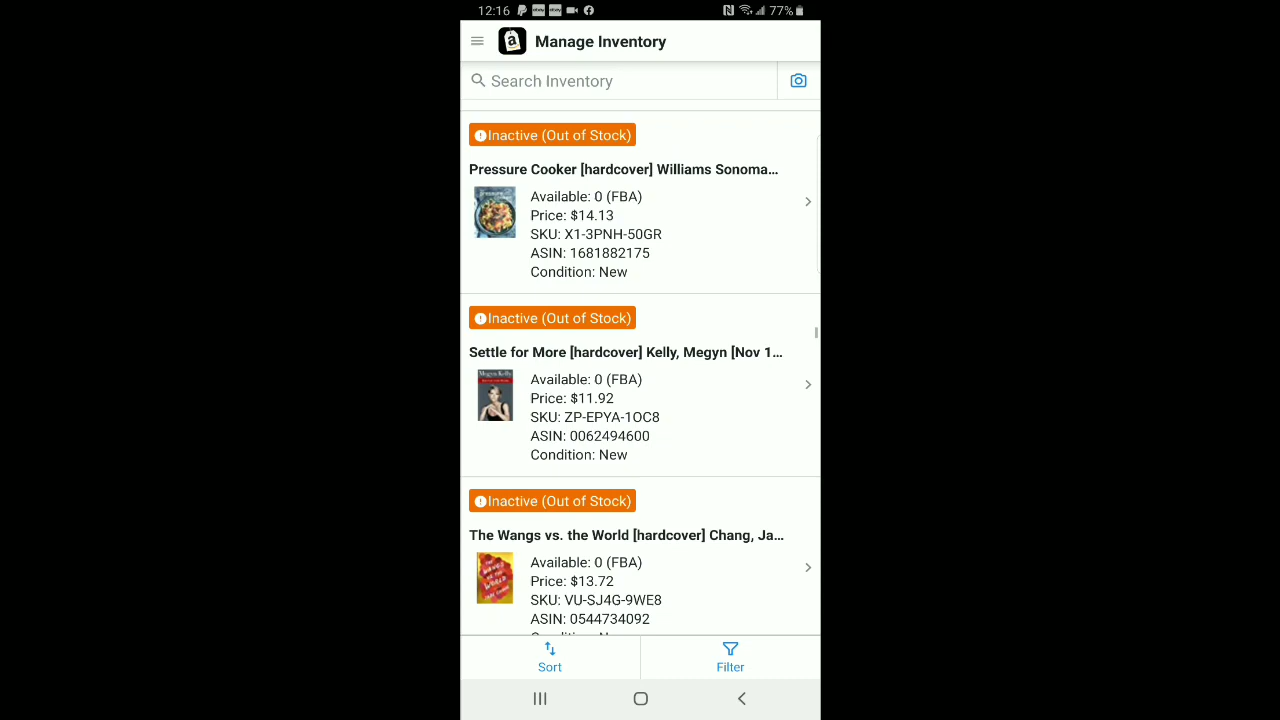 12:16 77%
Manage Inventory
Search Inventory
Inactive (Out of Stock)
Pressure Cooker [hardcover] Williams Sonoma...
Available: 0 (FBA)
Price: $14.13
SKU: X1-3PNH-50GR
ASIN: 1681882175
Condition: New
Inactive (Out of Stock)
Settle for More [hardcover] Kelly, Megyn [Nov 1...
Megyn Kelly
Available: 0 (FBA)
Price: $11.92
SKU: ZP-EPYA-1OC8
ASIN: 0062494600
Condition: New
Inactive (Out of Stock)
The Wangs vs. the World [hardcover] Chang, Ja...
Available: 0 (FBA)
Price: $13.72
SKU: VU-SJ4G-9WE8
ASIN: 0544734092
Sort
Filter